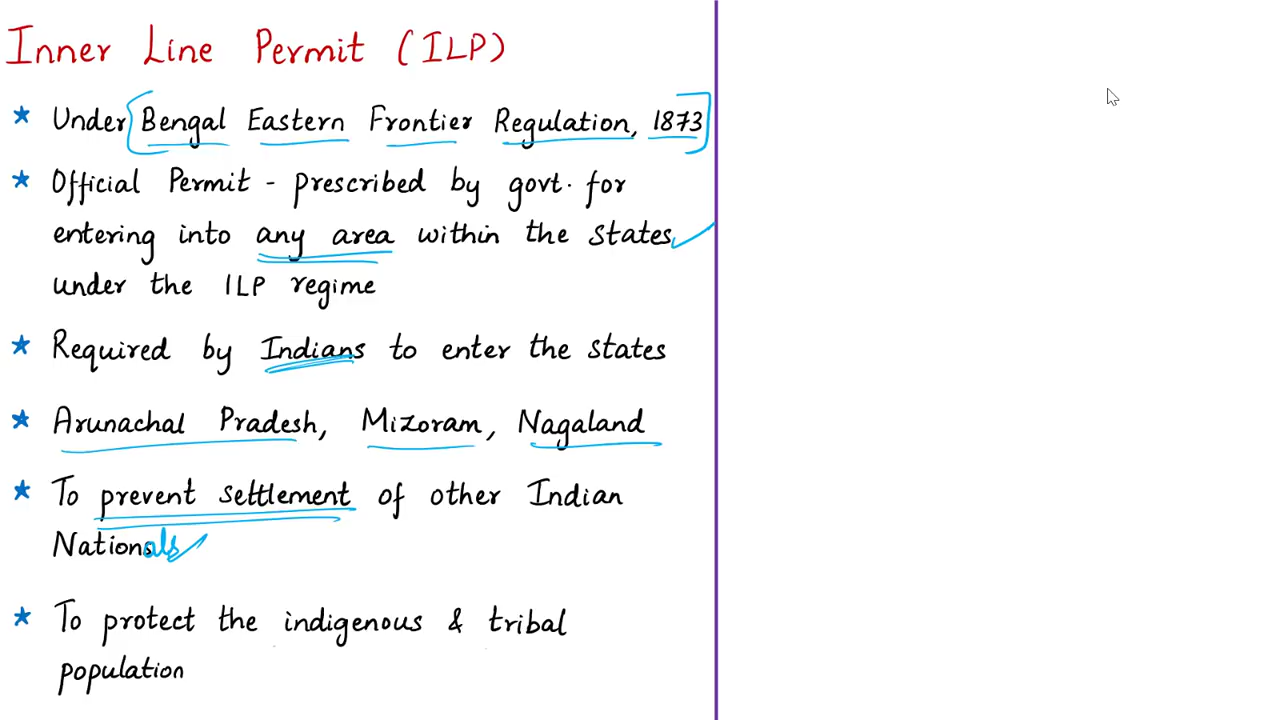 Inner Line Permit (ILP)
* Under [Bengal Eastern Frontier Regulation, 1873]
* Official Permit - prescribed by govt. for
entering into any area within the states
under the ILP regime
* Required by Indians to enter the states
* Arunachal Pradesh, Mizoram, Nagaland
* To prevent settlement of other Indian
Nationals
* To protect the indigenous & tribal
population